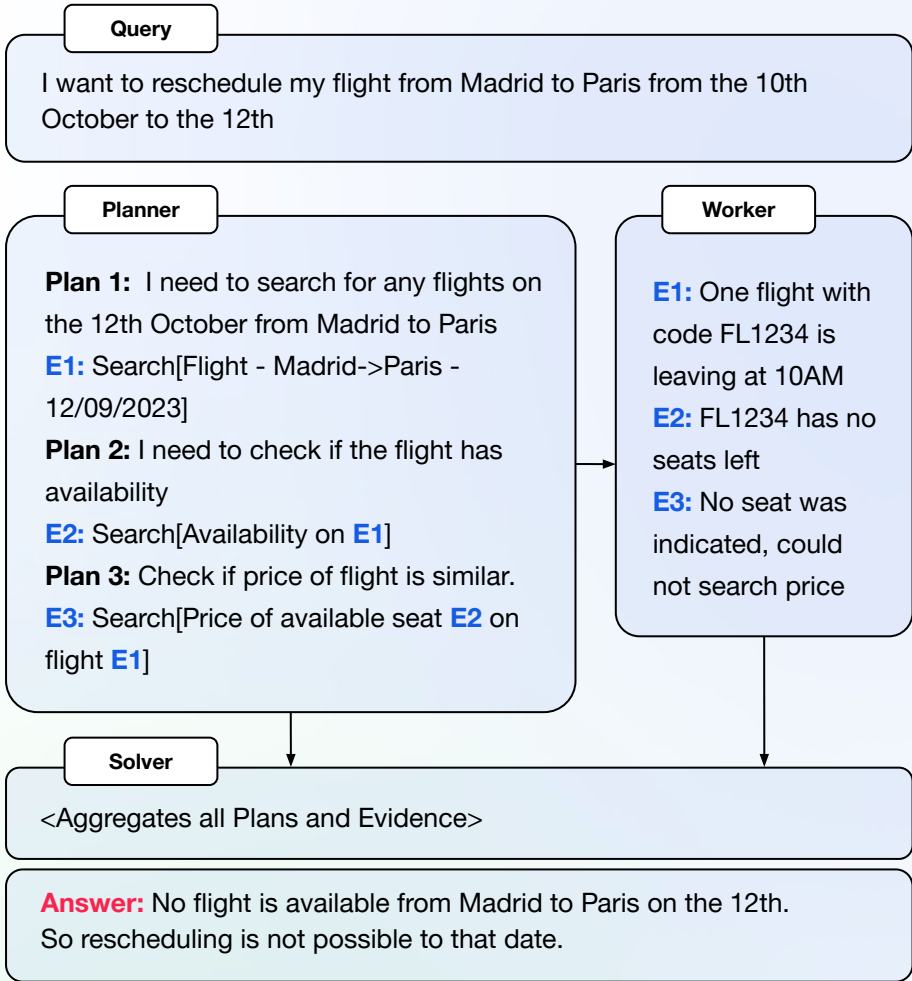 Query
I want to reschedule my flight from Madrid to Paris from the 10th
October to the 12th
Planner
Plan 1:  I need to search for any flights on
the 12th October from Madrid to Paris
E1: Search[Flight - Madrid->Paris -
12/09/2023]
Plan 2: I need to check if the flight has
availability
E2: Search[Availability on E1]
Plan 3: Check if price of flight is similar.
E3: Search[Price of available seat E2 on
flight E1]
Worker
E1: One flight with
code FL1234 is
leaving at 10AM
E2: FL1234 has no
seats left
E3: No seat was
indicated, could
not search price
Solver
<Aggregates all Plans and Evidence>
Answer: No flight is available from Madrid to Paris on the 12th.
So rescheduling is not possible to that date.